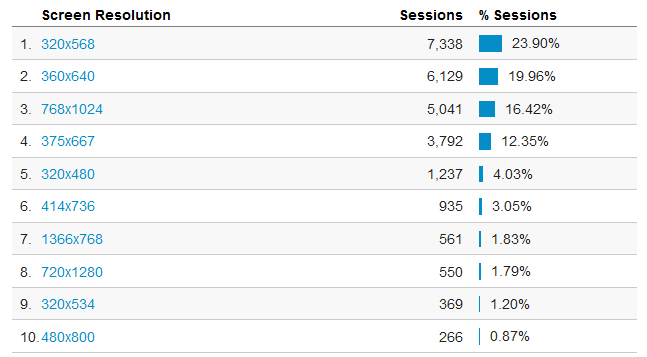 Screen Resolution Sessions % Sessions
1. 320x568 7,338 23.90%
2. 360x640 6,129 19.96%
3. 768x1024 5,041 16.42%
4. 375x667 3,792 12.35%
5. 320x480 1,237 4.03%
6. 414x736 935 3.05%
7. 1366x768 561 1.83%
8. 720x1280 550 1.79%
9. 320x534 369 1.20%
10. 480x800 266 0.87%